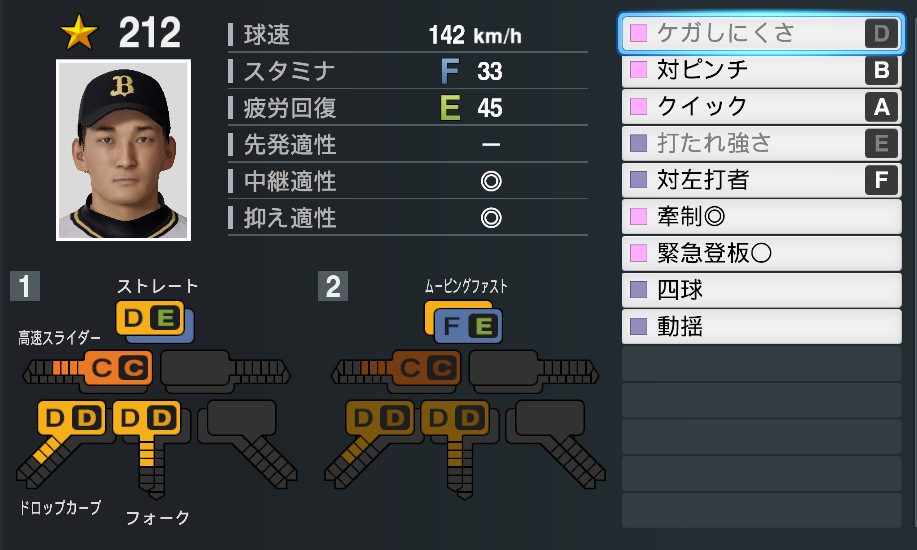 212
B
球速 142 km/h
スタミナ F 33
疲労回復 E 45
先発適性 ー
中継適性 ◎
抑え適性 ◎
ケガしにくさ D
対ピンチ B
クイック A
打たれ強さ E
対左打者 F
牽制◎
緊急登板〇
四球
動揺
1
ストレート
D E
高速スライダー
C C
D D
D D
ドロップカーブ
フォーク
2
ムービングファスト
F E
C C
D D
D D